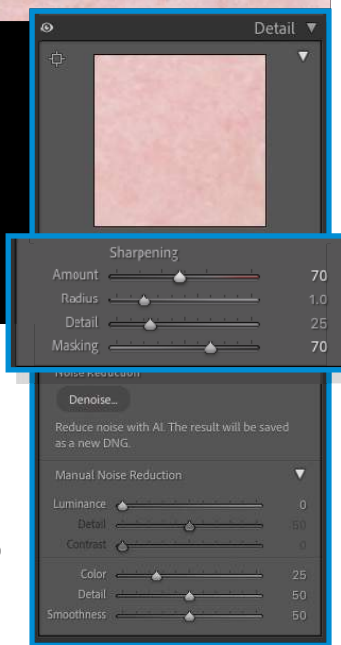 Detail
Sharpening
Amount 70
Radius 1.0
Detail 25
Masking 70
Noise Reduction
Denoise...
Reduce noise with AI. The result will be saved
as a new DNG.
Manual Noise Reduction
Luminance 0
Detail 50
Contrast 0
Color 25
Detail 50
Smoothness 50